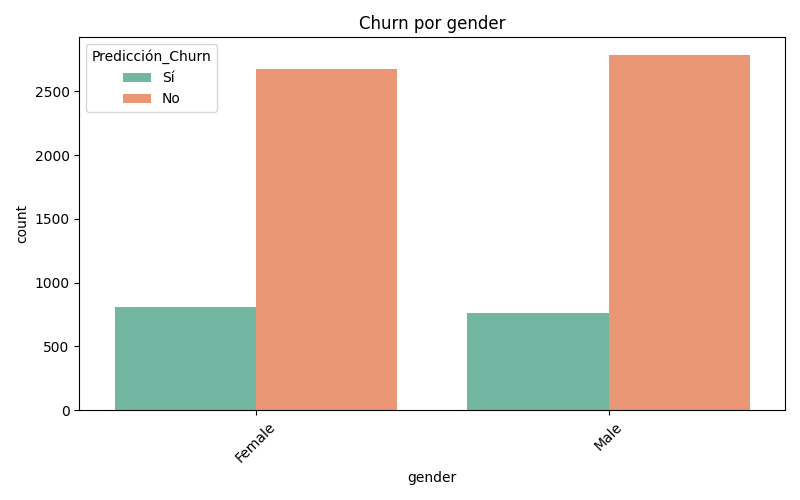 Churn por gender
Predicción_Churn
Sí
No
2500
2000
1500
1000
500
0
count
Female
Male
gender